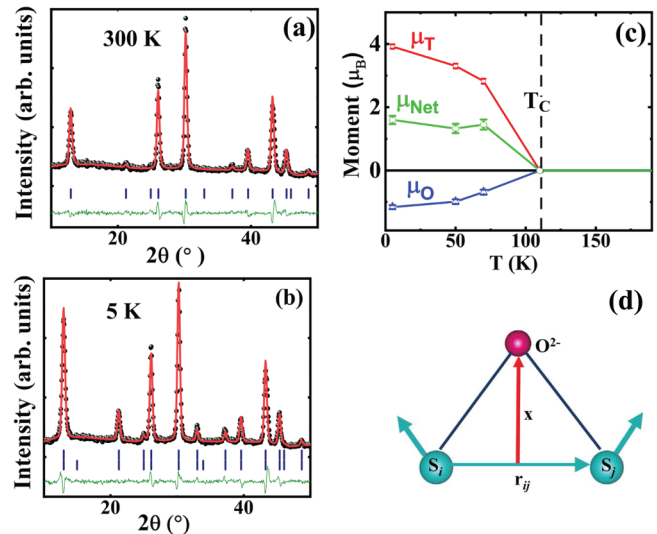 (a)
300 K
Intensity (arb. units)
20 40
2θ (°)
(b)
5 K
Intensity (arb. units)
20 40
2θ (°)
(c)
μT
μNet
μO
TC
Moment (μB)
4
2
0
0 50 100 150
T (K)
(d)
O2-
x
Si
Sj
rij